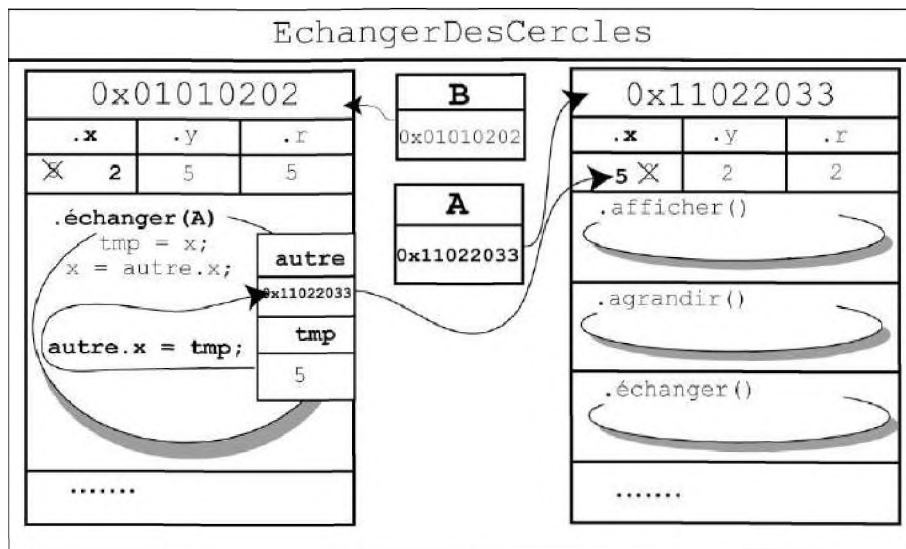 EchangerDesCercles
0x01010202
.x .y .r
5 2 5 5
.échanger(A)
tmp = x;
x = autre.x;
autre.x = tmp;
autre
0x11022033
tmp
5
.......
B
0x01010202
A
0x11022033
0x11022033
.x .y .r
5 2 2
.afficher()
.agrandir()
.échanger()
.......